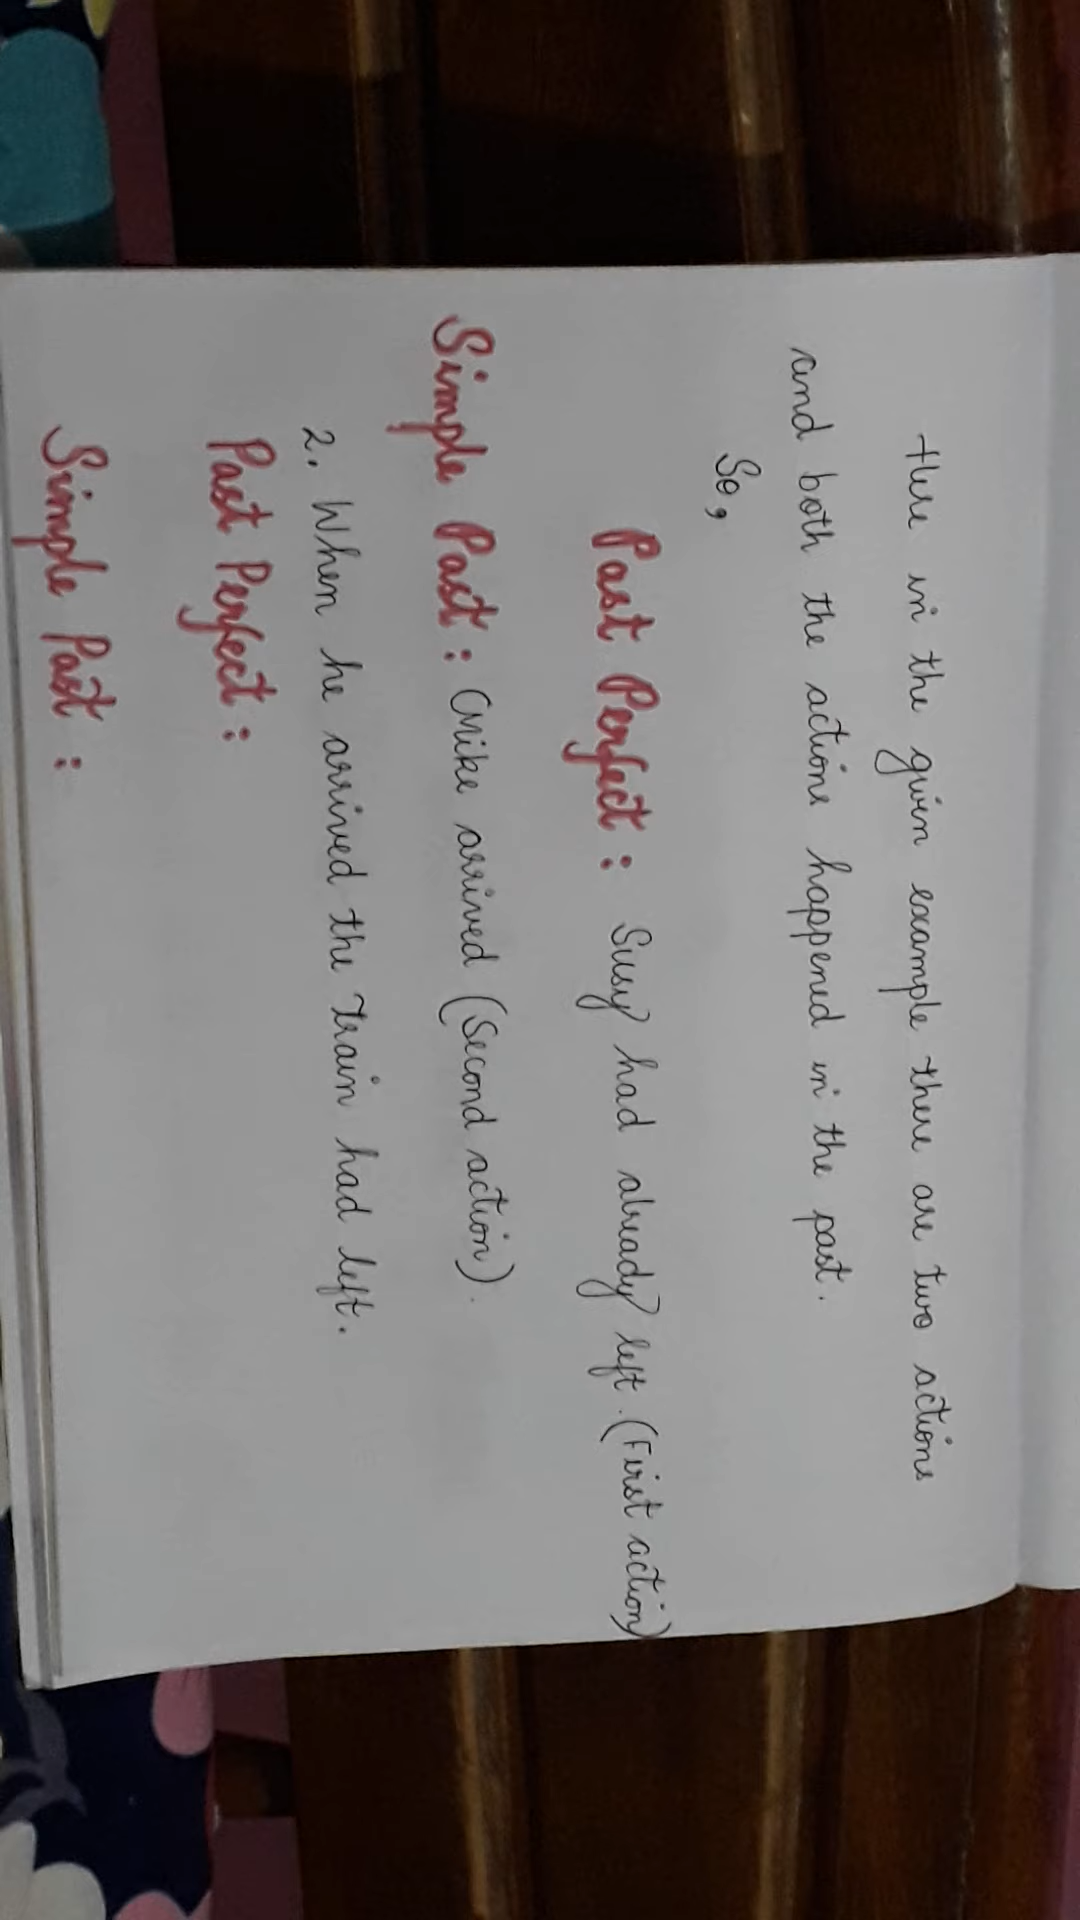 Here in the given example there are two actions
and both the actions happened in the past.
So,
Past Perfect : Susy had already left. (First action)
Simple Past : Mike arrived (Second action).
2. When he arrived the train had left.
Past Perfect :
Simple Past :